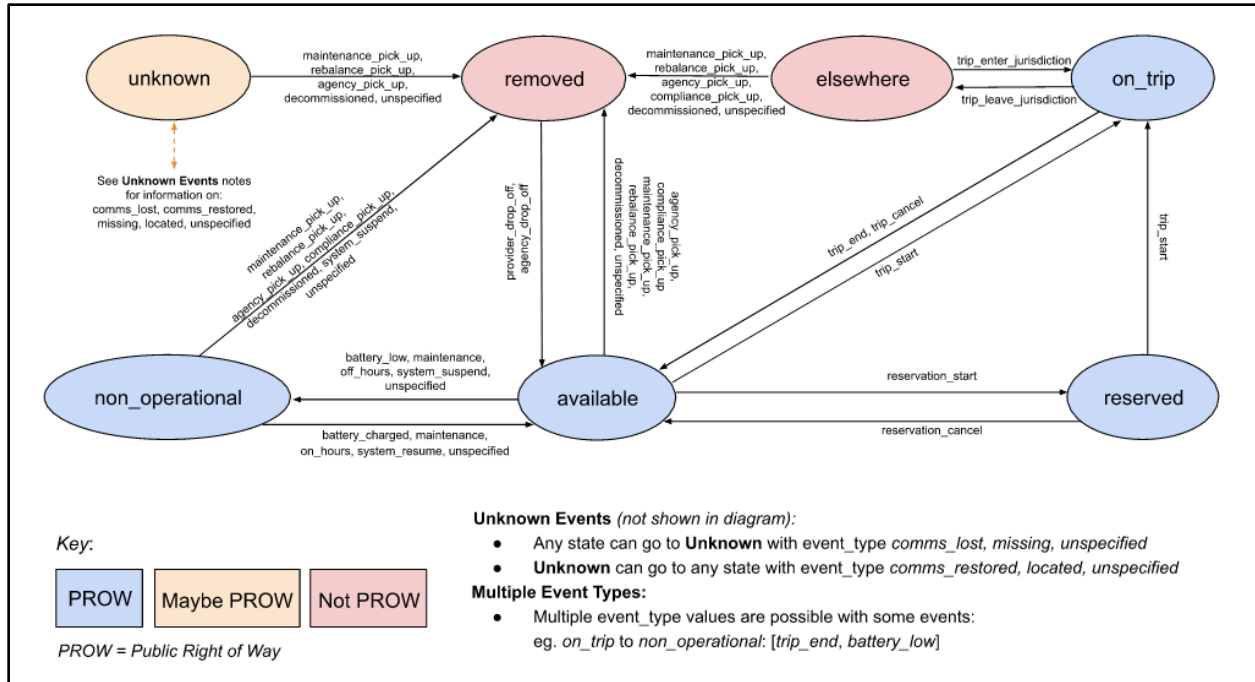 unknown
maintenance_pick_up,
rebalance_pick_up,
agency_pick_up,
decommissioned, unspecified
removed
maintenance_pick_up,
rebalance_pick_up,
agency_pick_up,
compliance_pick_up,
decommissioned, unspecified
elsewhere
trip_enter_jurisdiction
trip_leave_jurisdiction
on_trip
See Unknown Events notes
for information on:
comms_lost, comms_restored,
missing, located, unspecified
maintenance_pick_up,
rebalance_pick_up,
agency_pick_up, compliance_pick_up,
decommissioned, system_suspend,
unspecified
provider_drop_off,
agency_drop_off
agency_pick_up,
compliance_pick_up
maintenance_pick_up,
rebalance_pick_up,
decommissioned, unspecified
trip_end, trip_cancel
trip_start
trip_start
non_operational
battery_low, maintenance,
off_hours, system_suspend,
unspecified
battery_charged, maintenance,
on_hours, system_resume, unspecified
available
reservation_start
reservation_cancel
reserved
Key:
PROW
Maybe PROW
Not PROW
PROW = Public Right of Way
Unknown Events (not shown in diagram):
● Any state can go to Unknown with event_type comms_lost, missing, unspecified
● Unknown can go to any state with event_type comms_restored, located, unspecified
Multiple Event Types:
● Multiple event_type values are possible with some events:
eg. on_trip to non_operational: [trip_end, battery_low]